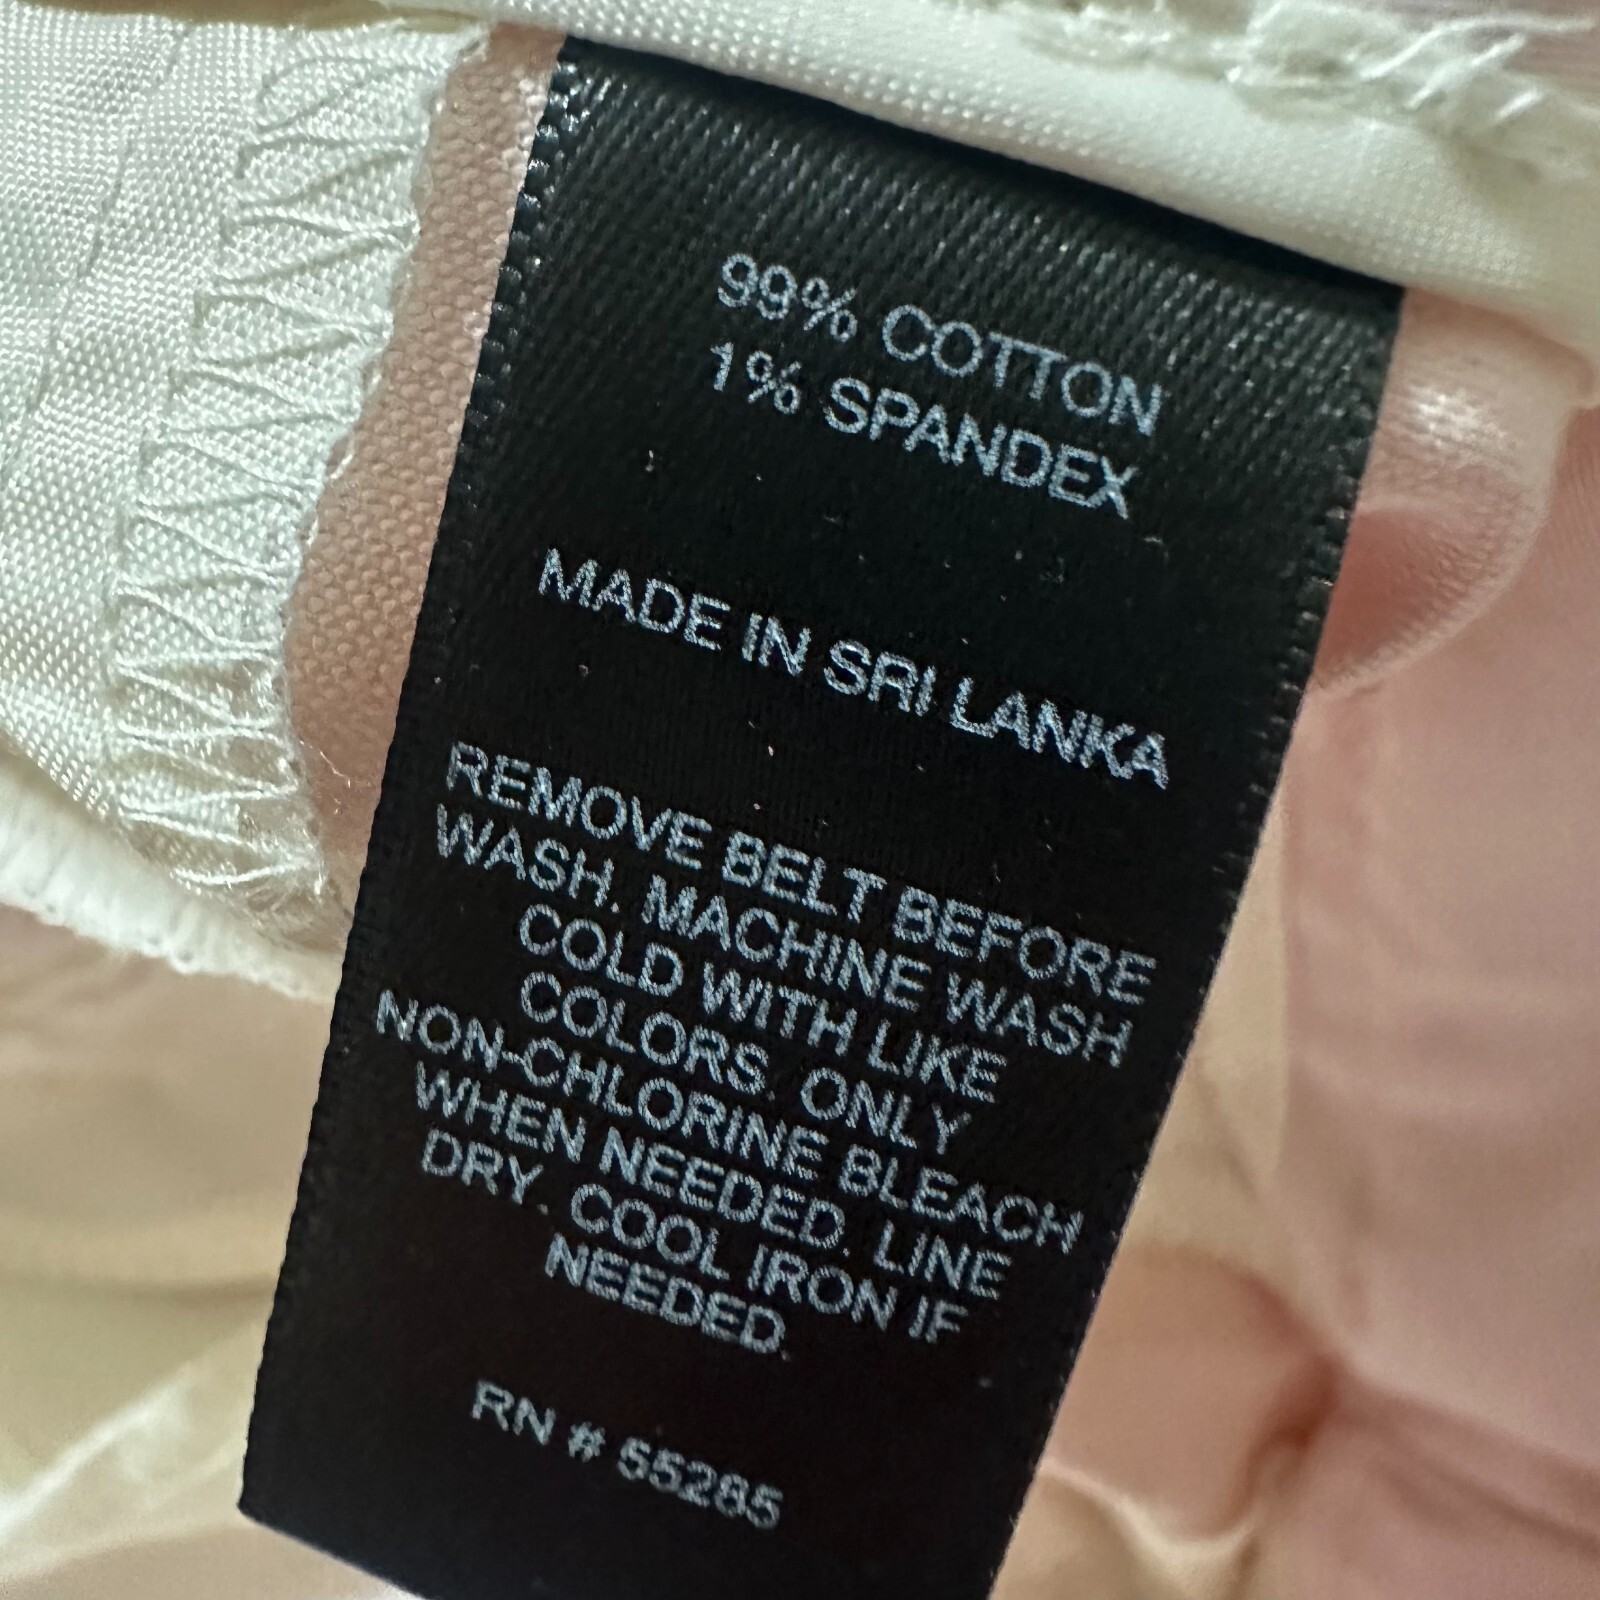 99% COTTON
1% SPANDEX
MADE IN SRI LANKA
REMOVE BELT BEFORE
WASH. MACHINE WASH
COLD WITH LIKE
COLORS. ONLY
NON-CHLORINE BLEACH
WHEN NEEDED. LINE
DRY. COOL IRON IF
NEEDED.
RN # 55285